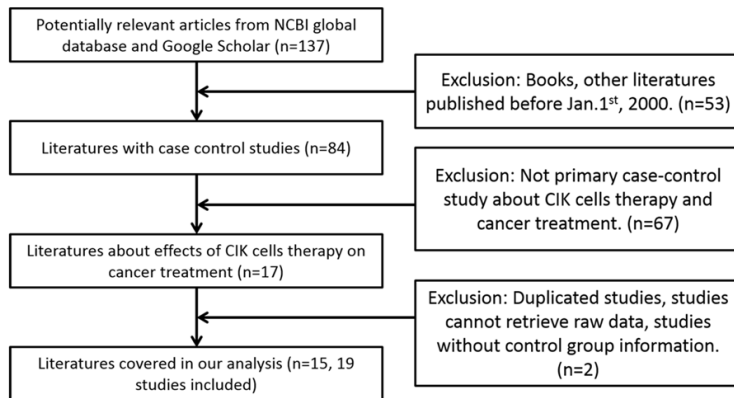 Potentially relevant articles from NCBI global
database and Google Scholar (n=137)
Exclusion: Books, other literatures
published before Jan.1st, 2000. (n=53)
Literatures with case control studies (n=84)
Exclusion: Not primary case-control
study about CIK cells therapy and
cancer treatment. (n=67)
Literatures about effects of CIK cells therapy on
cancer treatment (n=17)
Exclusion: Duplicated studies, studies
cannot retrieve raw data, studies
without control group information.
(n=2)
Literatures covered in our analysis (n=15, 19
studies included)